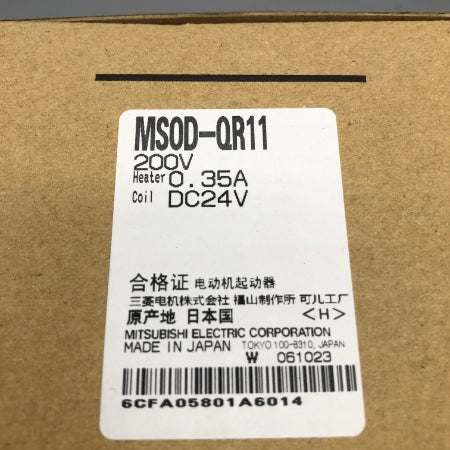 MSOD-QR11
200V
Heater 0.35A
Coil DC24V
合格证 电动机起动器
三菱电机株式会社 福山制作所 可儿工厂
原产地 日本国 <H>
MITSUBISHI ELECTRIC CORPORATION
MADE IN JAPAN TOKYO 100-8310, JAPAN
W 061023
6CFA05801A6014